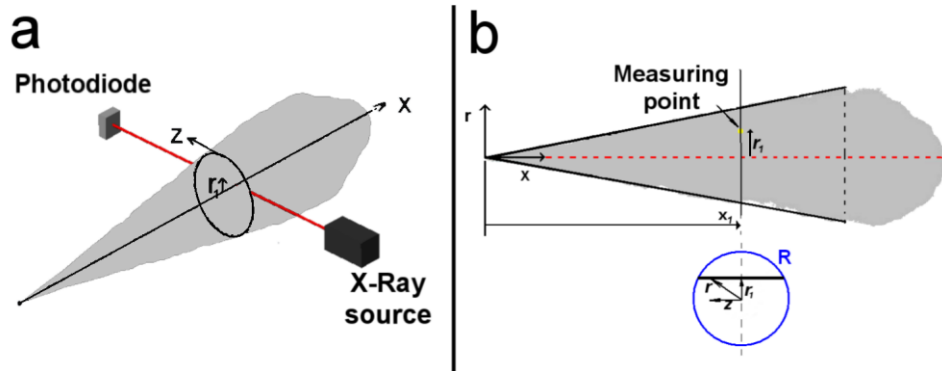 a
Photodiode
X
Z
r₁
X-Ray
source
b
Measuring
point
r
r₁
x
x₁
R
r
r₁
z